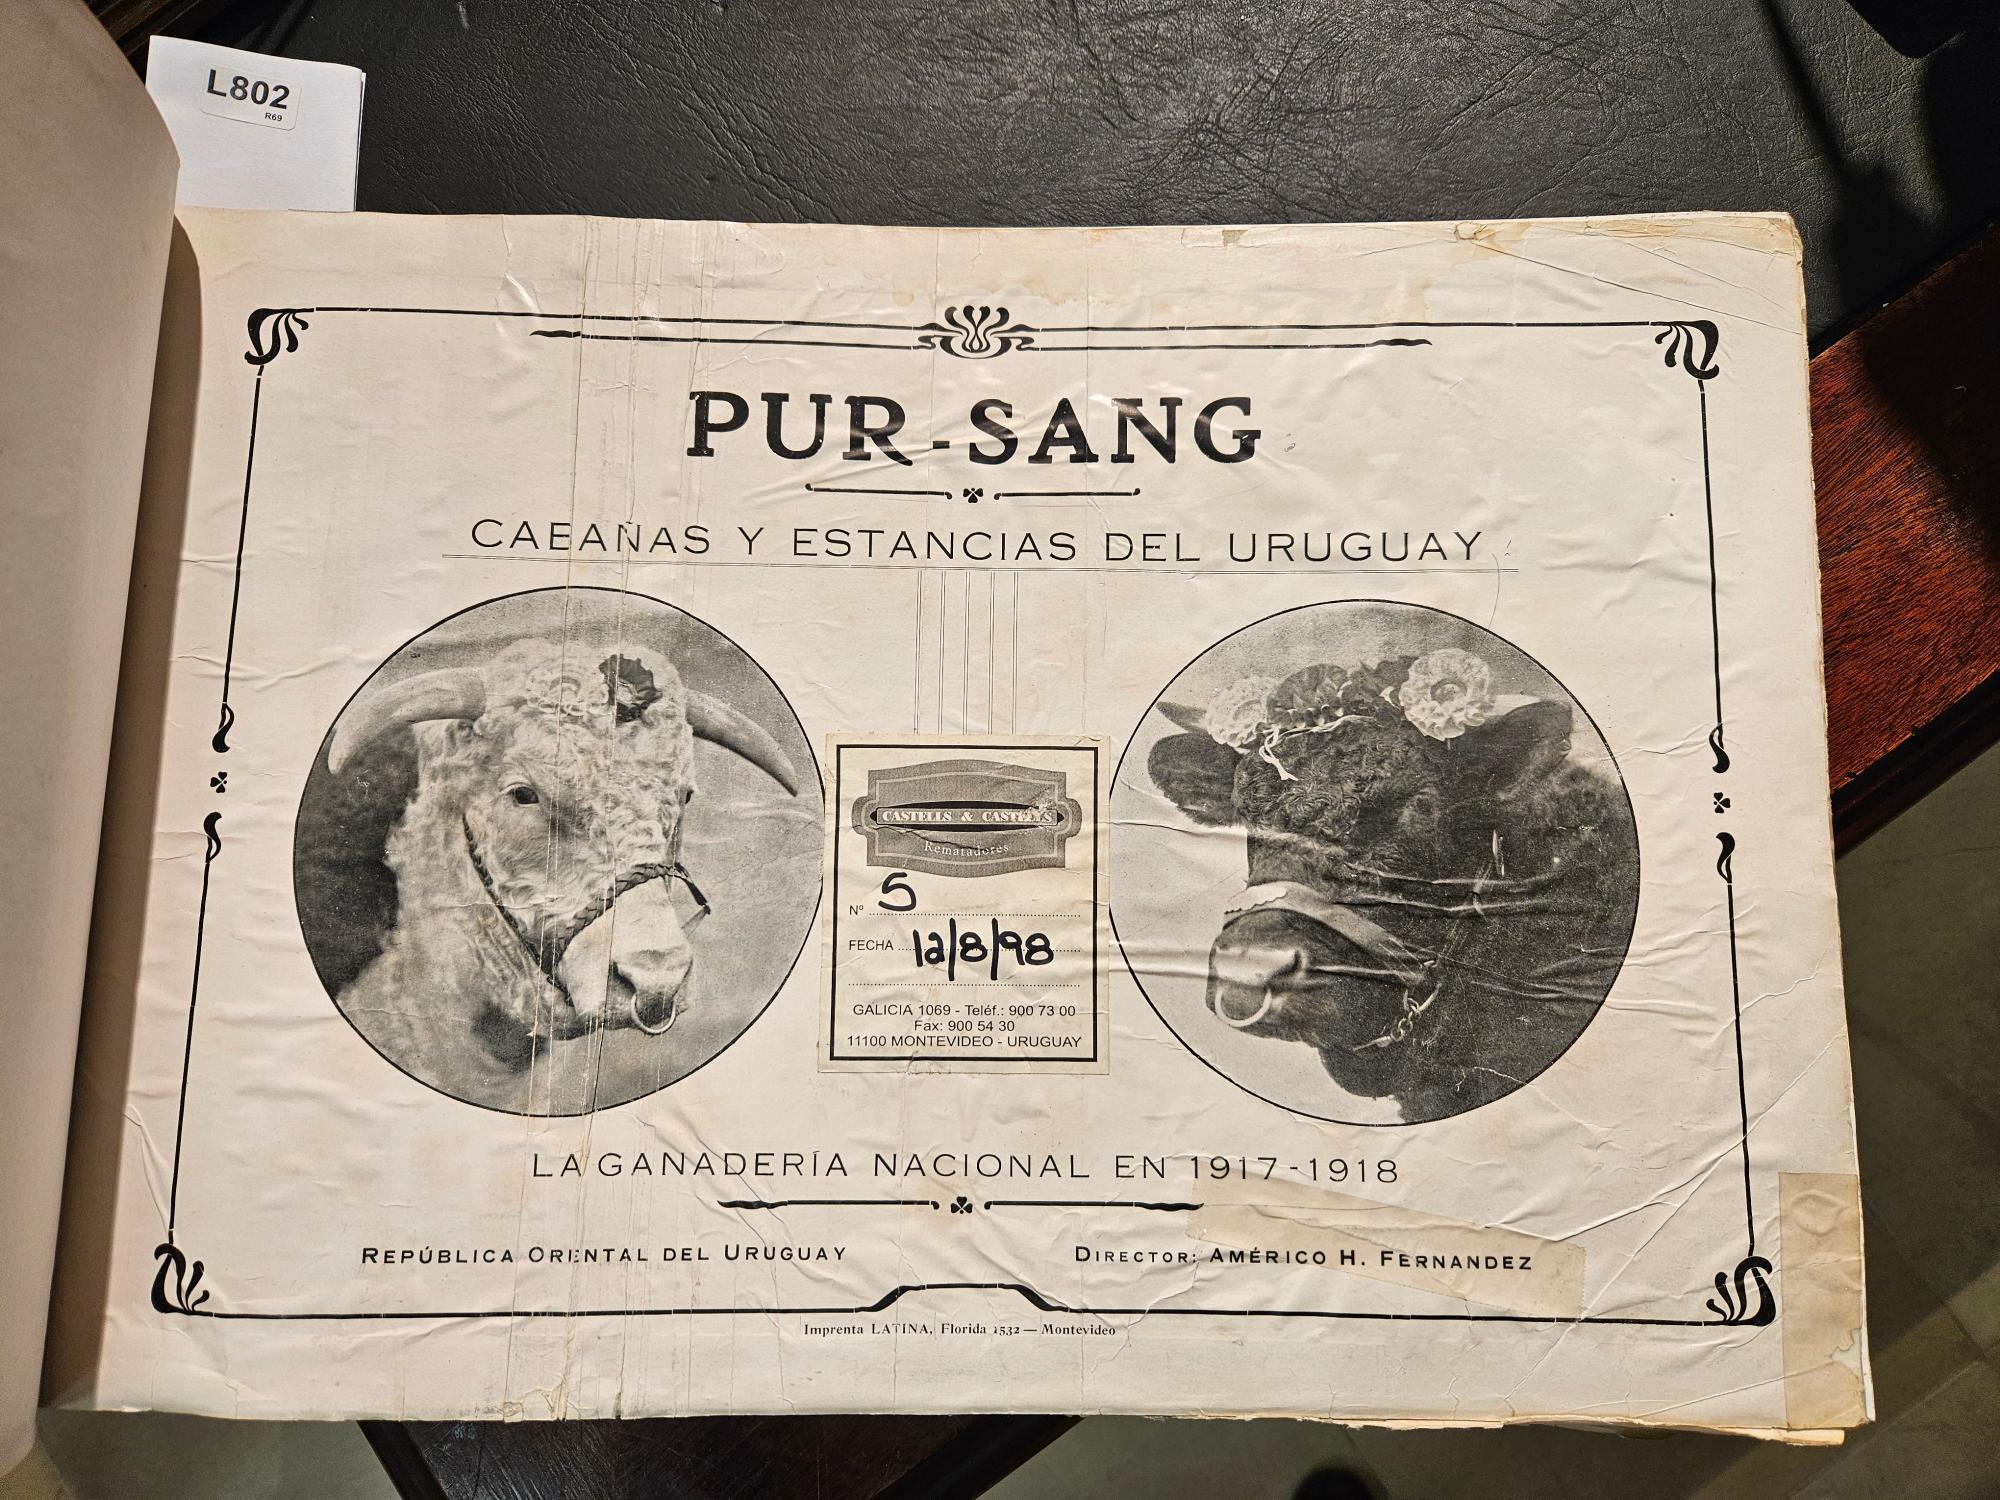 L802
R69
PUR-SANG
CABAÑAS Y ESTANCIAS DEL URUGUAY
CASTELLS & CASTELLS
Rematadores
Nº 5
FECHA 12/8/98
GALICIA 1069 - Teléf.: 900 73 00
Fax: 900 54 30
11100 MONTEVIDEO - URUGUAY
LA GANADERÍA NACIONAL EN 1917-1918
REPÚBLICA ORIENTAL DEL URUGUAY
DIRECTOR: AMÉRICO H. FERNANDEZ
Imprenta LATINA, Florida 1532 — Montevideo